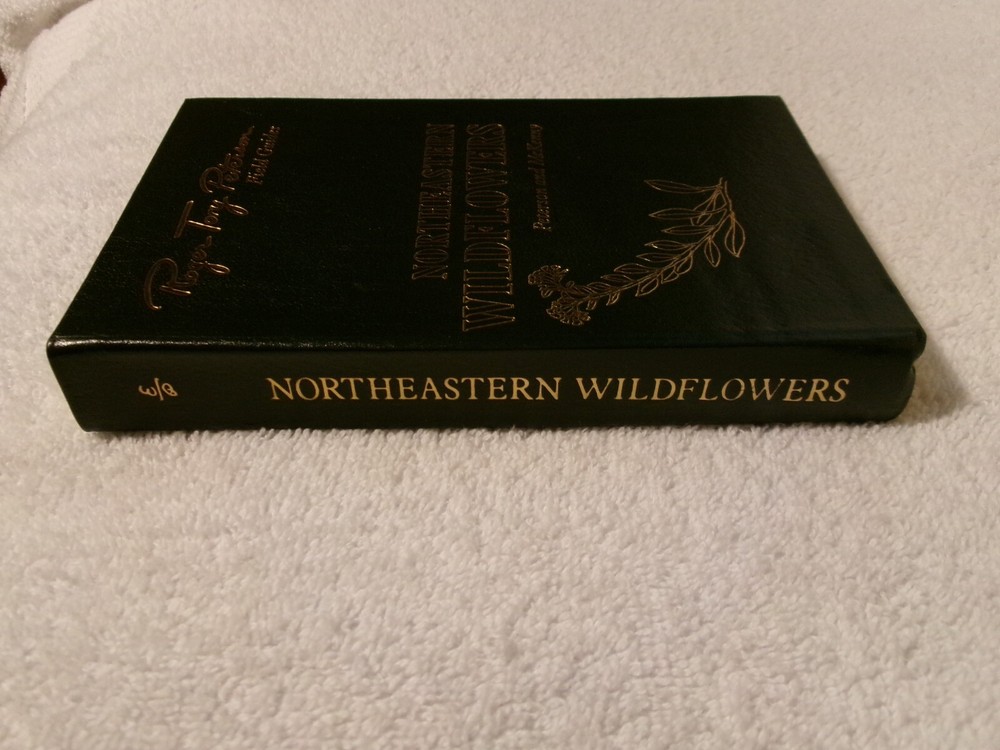 Roger Tory Peterson
Field Guides
NORTHEASTERN
WILDFLOWERS
Peterson and McKenny
NORTHEASTERN WILDFLOWERS